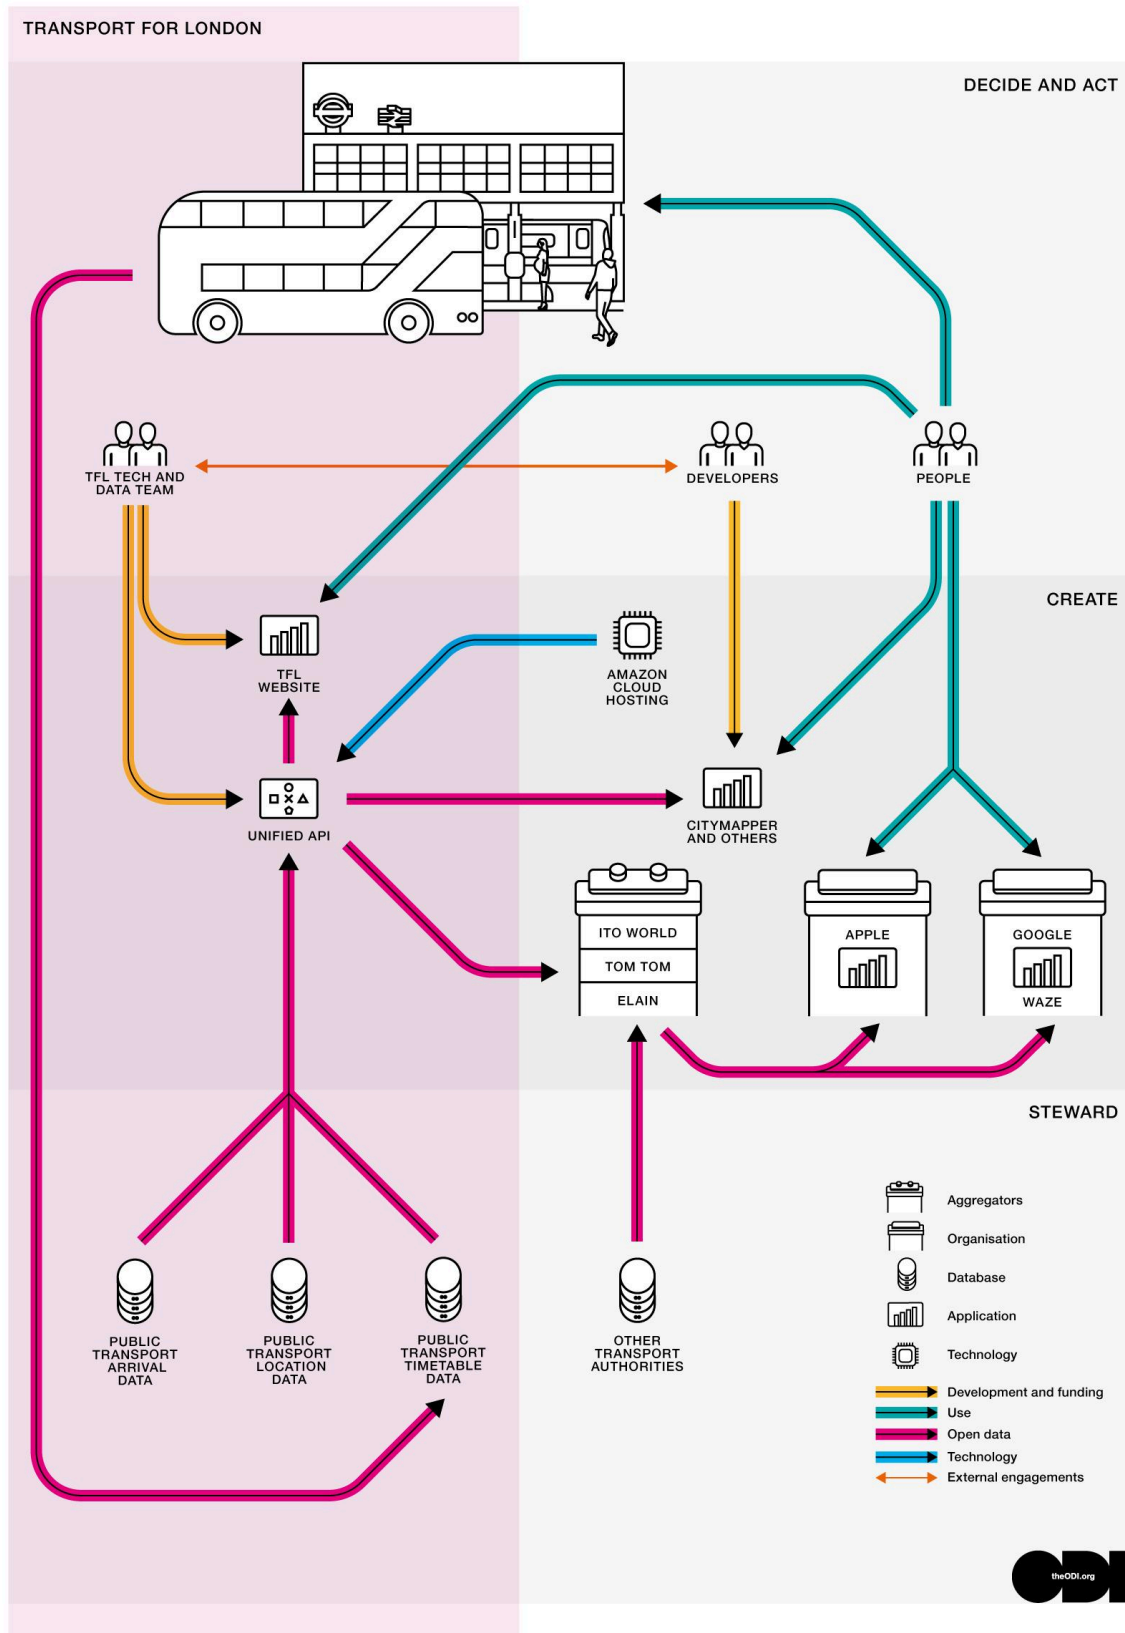 TRANSPORT FOR LONDON
DECIDE AND ACT
TFL TECH AND
DATA TEAM
DEVELOPERS
PEOPLE
CREATE
TFL
WEBSITE
AMAZON
CLOUD
HOSTING
UNIFIED API
CITYMAPPER
AND OTHERS
ITO WORLD
TOM TOM
ELAIN
APPLE
GOOGLE
WAZE
STEWARD
PUBLIC
TRANSPORT
ARRIVAL
DATA
PUBLIC
TRANSPORT
LOCATION
DATA
PUBLIC
TRANSPORT
TIMETABLE
DATA
OTHER
TRANSPORT
AUTHORITIES
Aggregators
Organisation
Database
Application
Technology
Development and funding
Use
Open data
Technology
External engagements
ODI
theODI.org